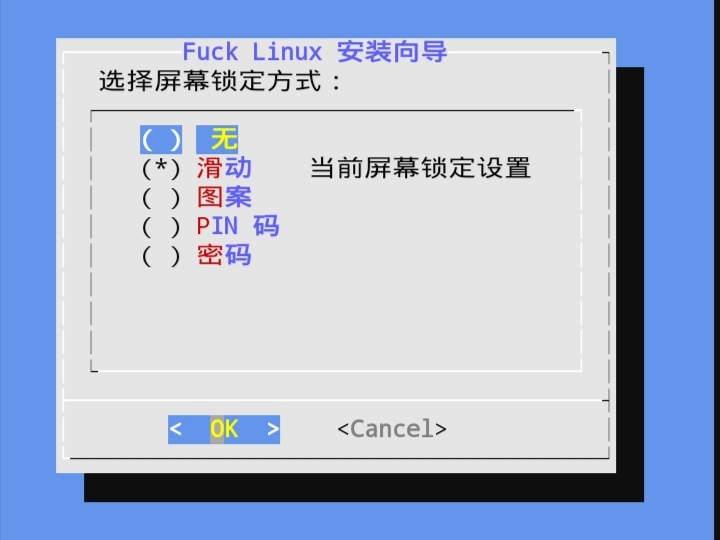 Fuck Linux 安装向导
选择屏幕锁定方式：
( ) 无
(*) 滑动 当前屏幕锁定设置
( ) 图案
( ) PIN 码
( ) 密码
< OK > <Cancel>